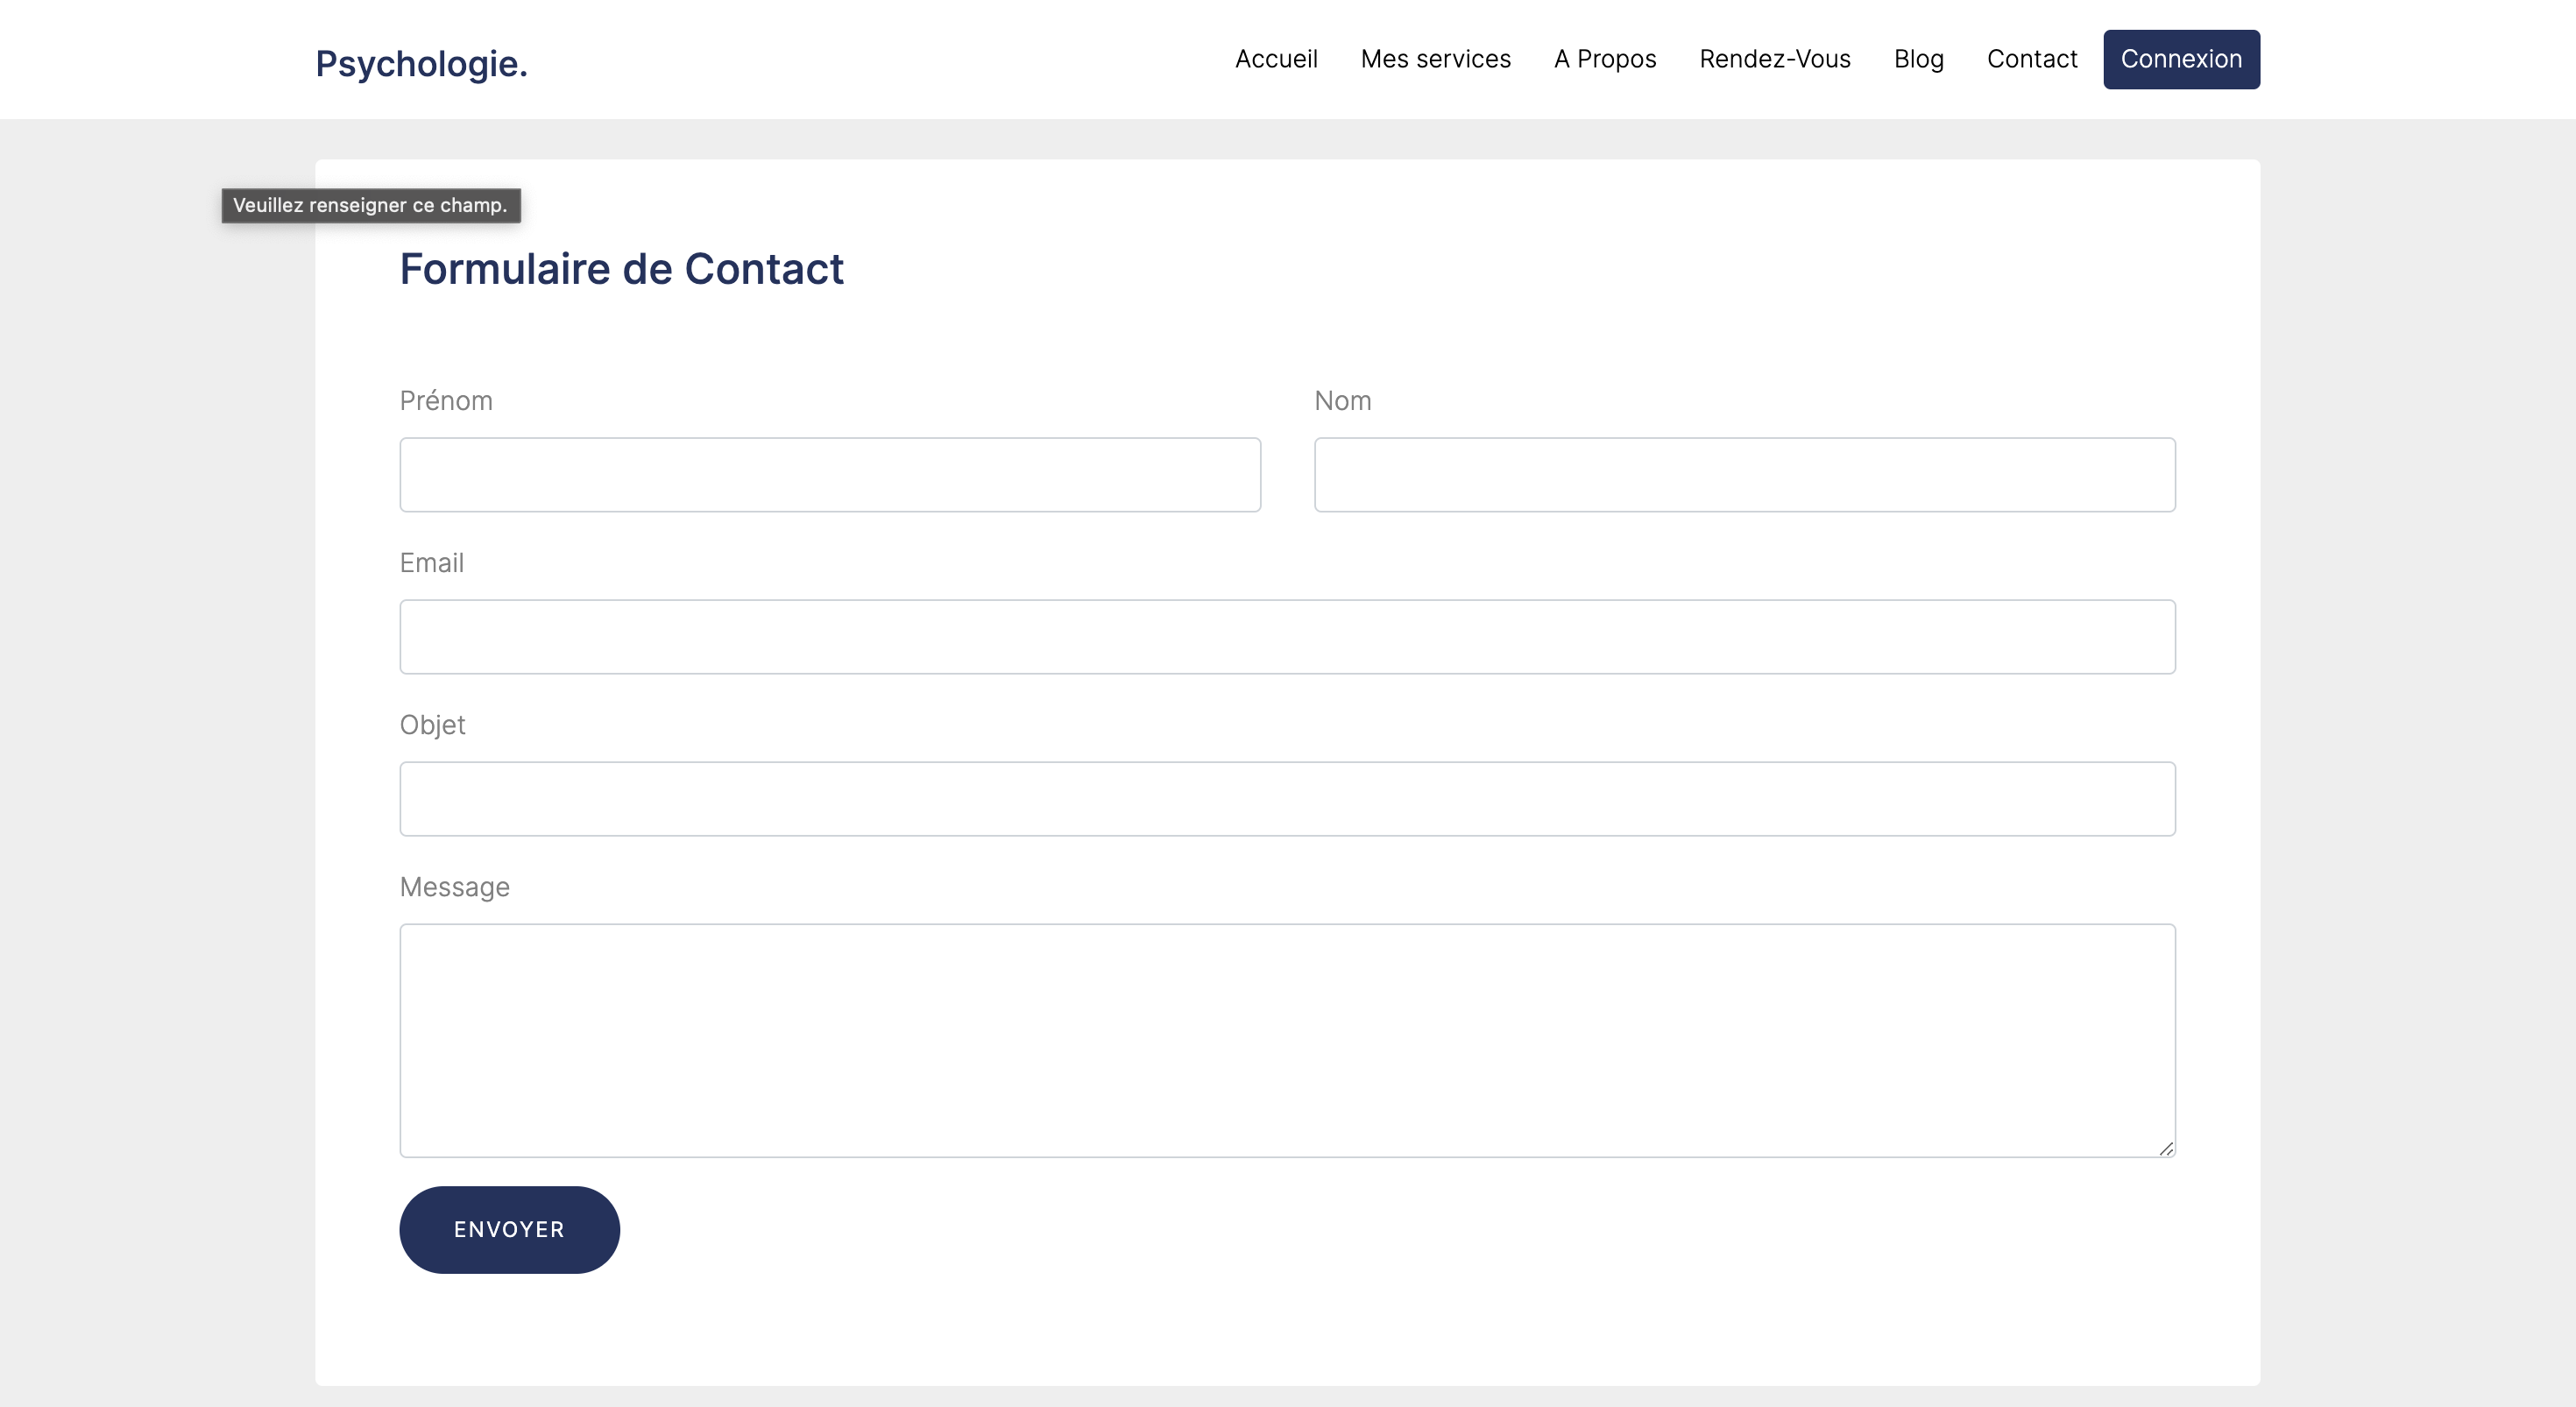 Psychologie.
Accueil Mes services A Propos Rendez-Vous Blog Contact Connexion
Veuillez renseigner ce champ.
Formulaire de Contact
Prénom Nom
Email
Objet
Message
ENVOYER